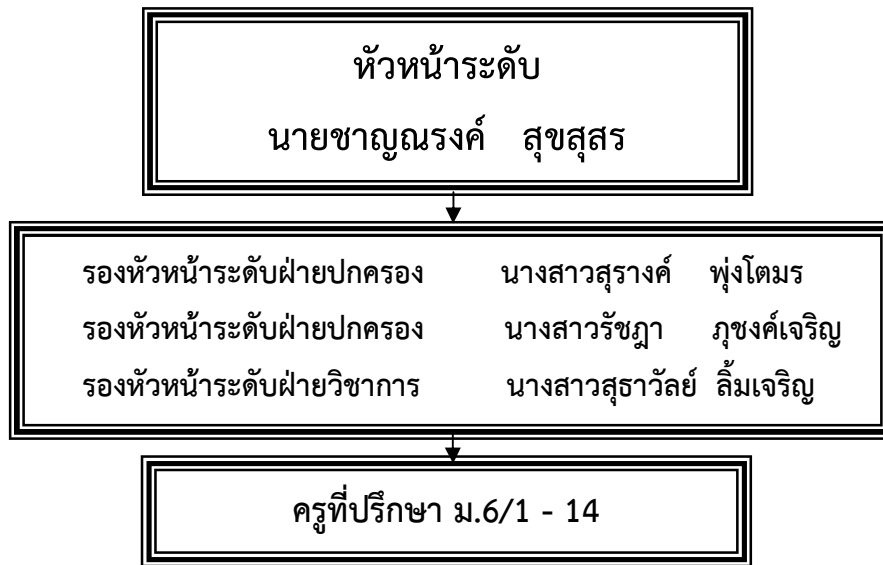 หัวหน้าระดับ
นายชาญณรงค์ สุขสุสร
รองหัวหน้าระดับฝ่ายปกครอง นางสาวสุรางค์ พุ่งโตมร
รองหัวหน้าระดับฝ่ายปกครอง นางสาวรัชฎา ภุชงค์เจริญ
รองหัวหน้าระดับฝ่ายวิชาการ นางสาวสุธาวัลย์ ลิ้มเจริญ
ครูที่ปรึกษา ม.6/1 - 14